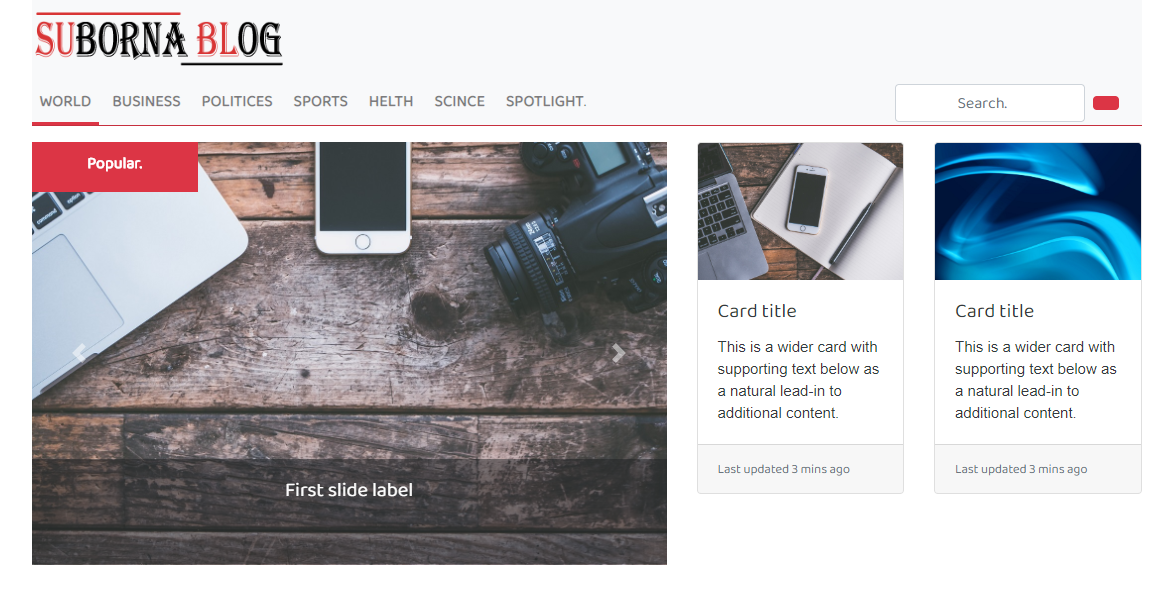 SUBORNA BLOG
WORLD BUSINESS POLITICES SPORTS HELTH SCINCE SPOTLIGHT. Search.
Popular.
command
First slide label
Card title
This is a wider card with
supporting text below as
a natural lead-in to
additional content.
Last updated 3 mins ago
Card title
This is a wider card with
supporting text below as
a natural lead-in to
additional content.
Last updated 3 mins ago